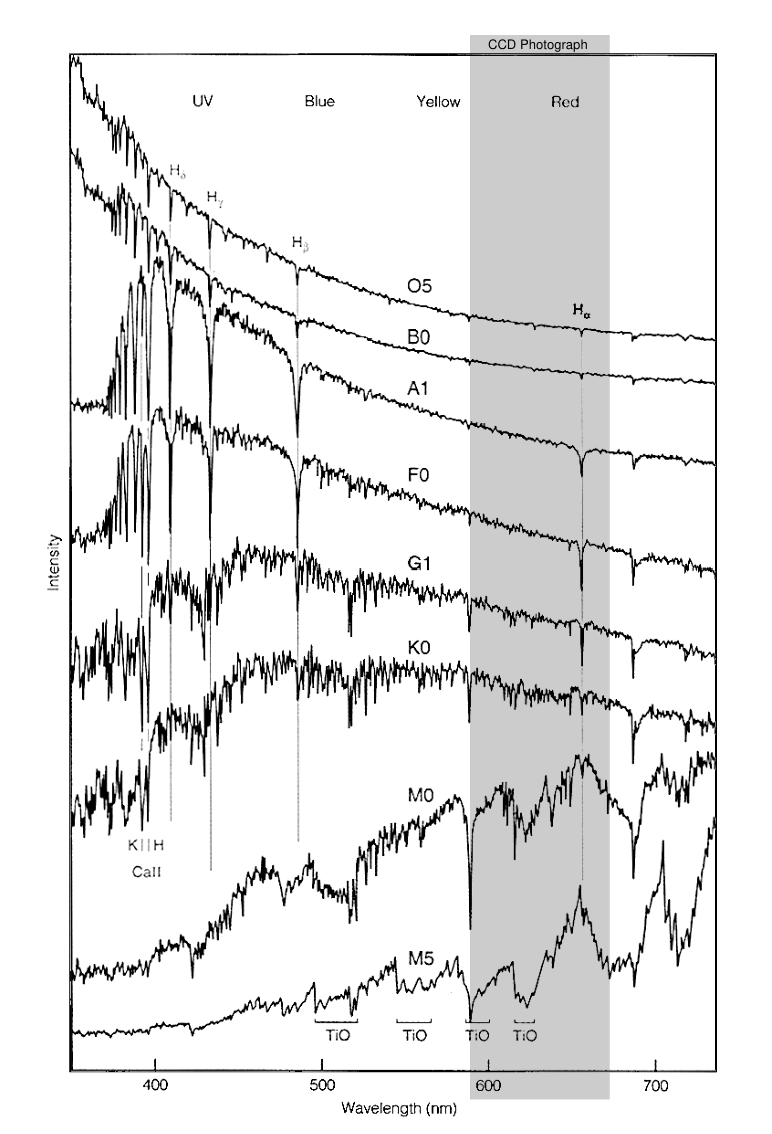 CCD Photograph
UV Blue Yellow Red
Hδ
Hγ
Hβ
O5
Hα
B0
A1
F0
G1
K0
M0
K H
CaII
M5
TiO TiO TiO TiO
400 500 600 700
Wavelength (nm)
Intensity